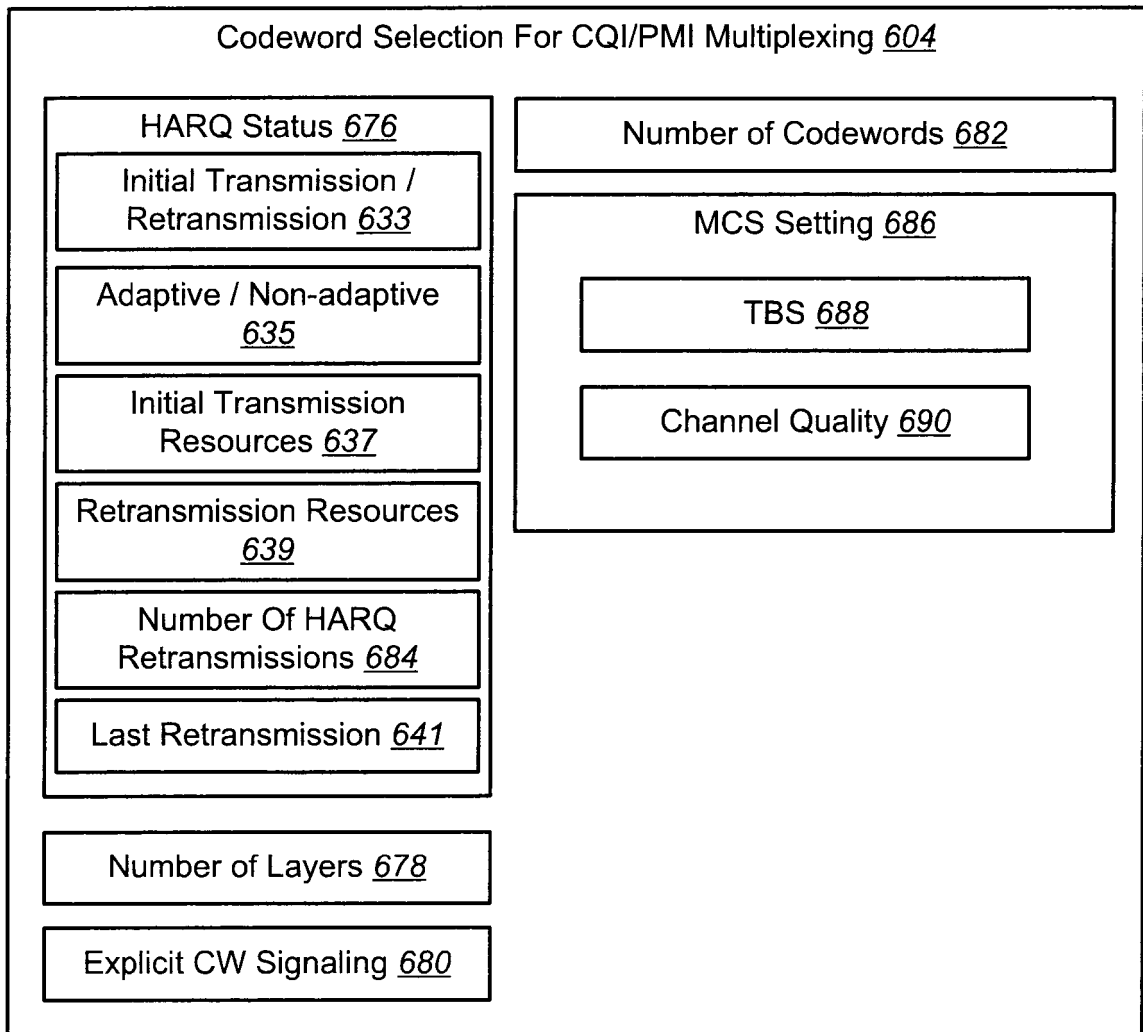 Codeword Selection For CQI/PMI Multiplexing 604
HARQ Status 676
Initial Transmission /
Retransmission 633
Adaptive / Non-adaptive
635
Initial Transmission
Resources 637
Retransmission Resources
639
Number Of HARQ
Retransmissions 684
Last Retransmission 641
Number of Layers 678
Explicit CW Signaling 680
Number of Codewords 682
MCS Setting 686
TBS 688
Channel Quality 690